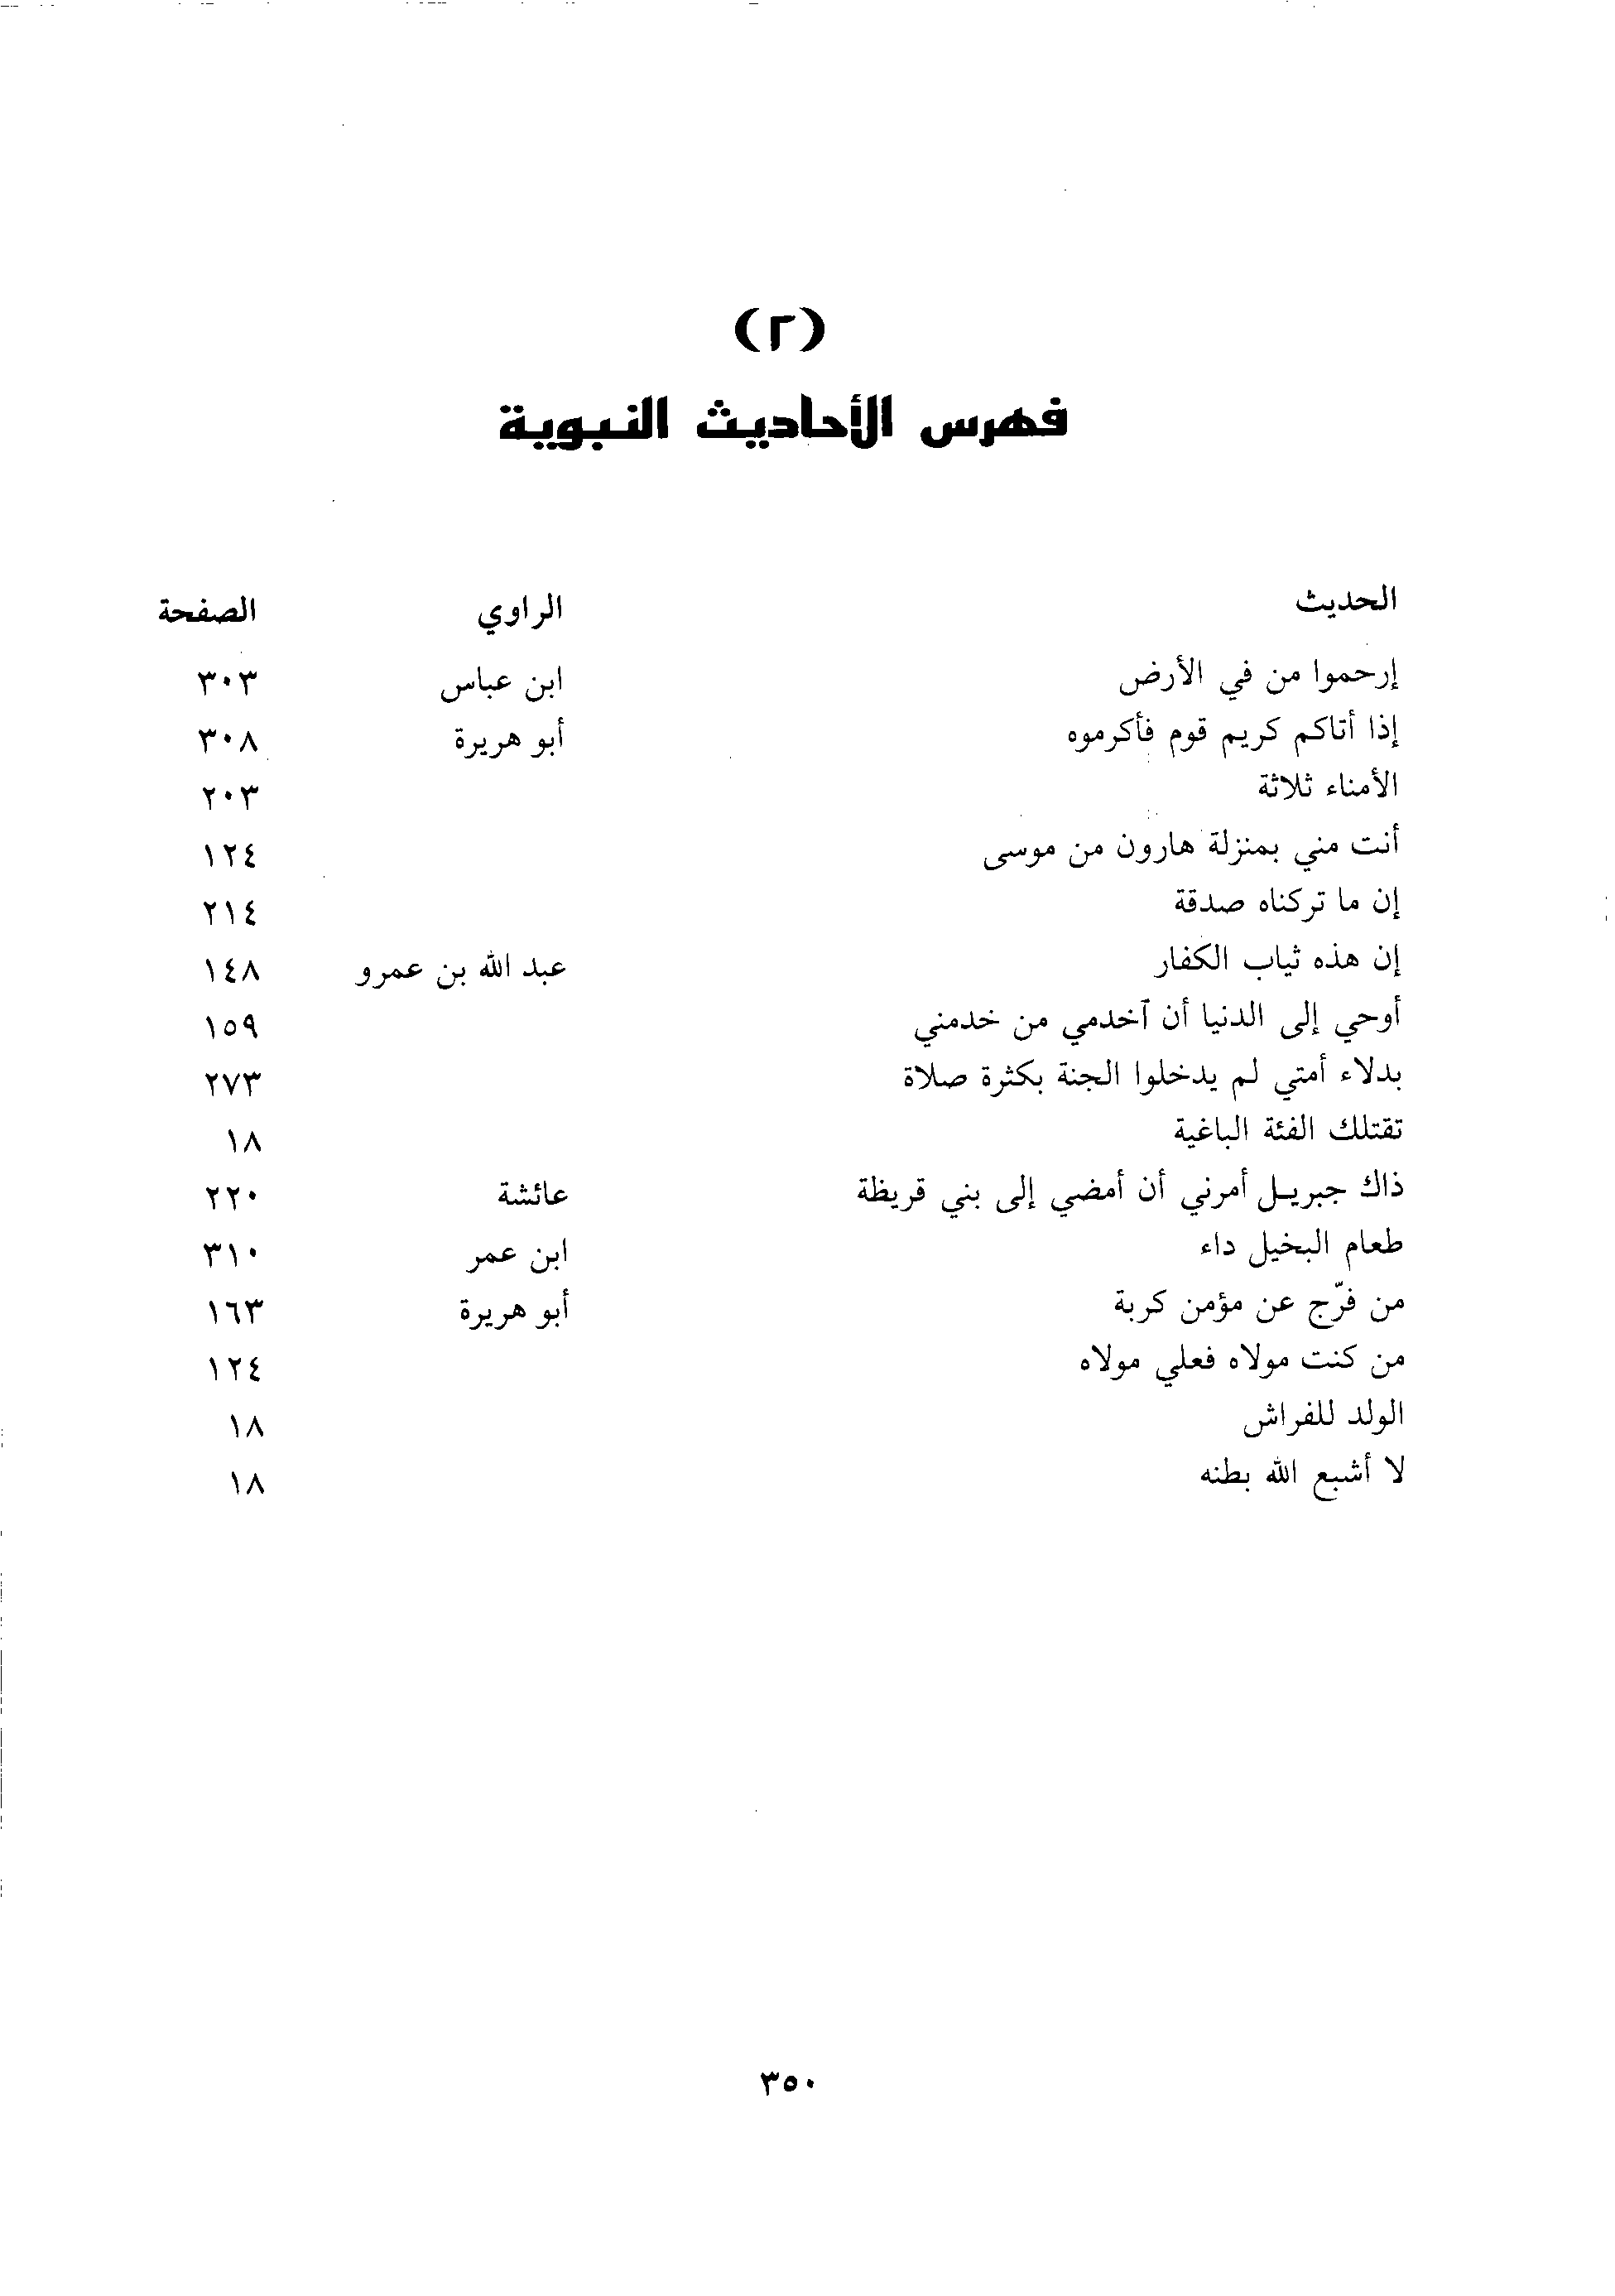 (٢)
فهرس الأحاديث النبوية
الحديث الراوي الصفحة
إرحموا من في الأرض ابن عباس ٣٠٣
إذا أتاكم كريم قوم فأكرموه أبو هريرة ٣٠٨
الأمناء ثلاثة ٢٠٣
أنت مني بمنزلة هارون من موسى ١٢٤
إن ما تركناه صدقة ٢١٤
إن هذه ثياب الكفار عبد الله بن عمرو ١٤٨
أوحي إلى الدنيا أن آخدمي من خدمني ١٥٩
بدلاء أمتي لم يدخلوا الجنة بكثرة صلاة ٢٧٣
تقتلك الفئة الباغية ١٨
ذاك جبريل أمرني أن أمضي إلى بني قريظة عائشة ٢٢٠
طعام البخيل داء ابن عمر ٣١٠
من فرّج عن مؤمن كربة أبو هريرة ١٦٣
من كنت مولاه فعلي مولاه ١٢٤
الولد للفراش ١٨
لا أشبع الله بطنه ١٨
٣٥٠